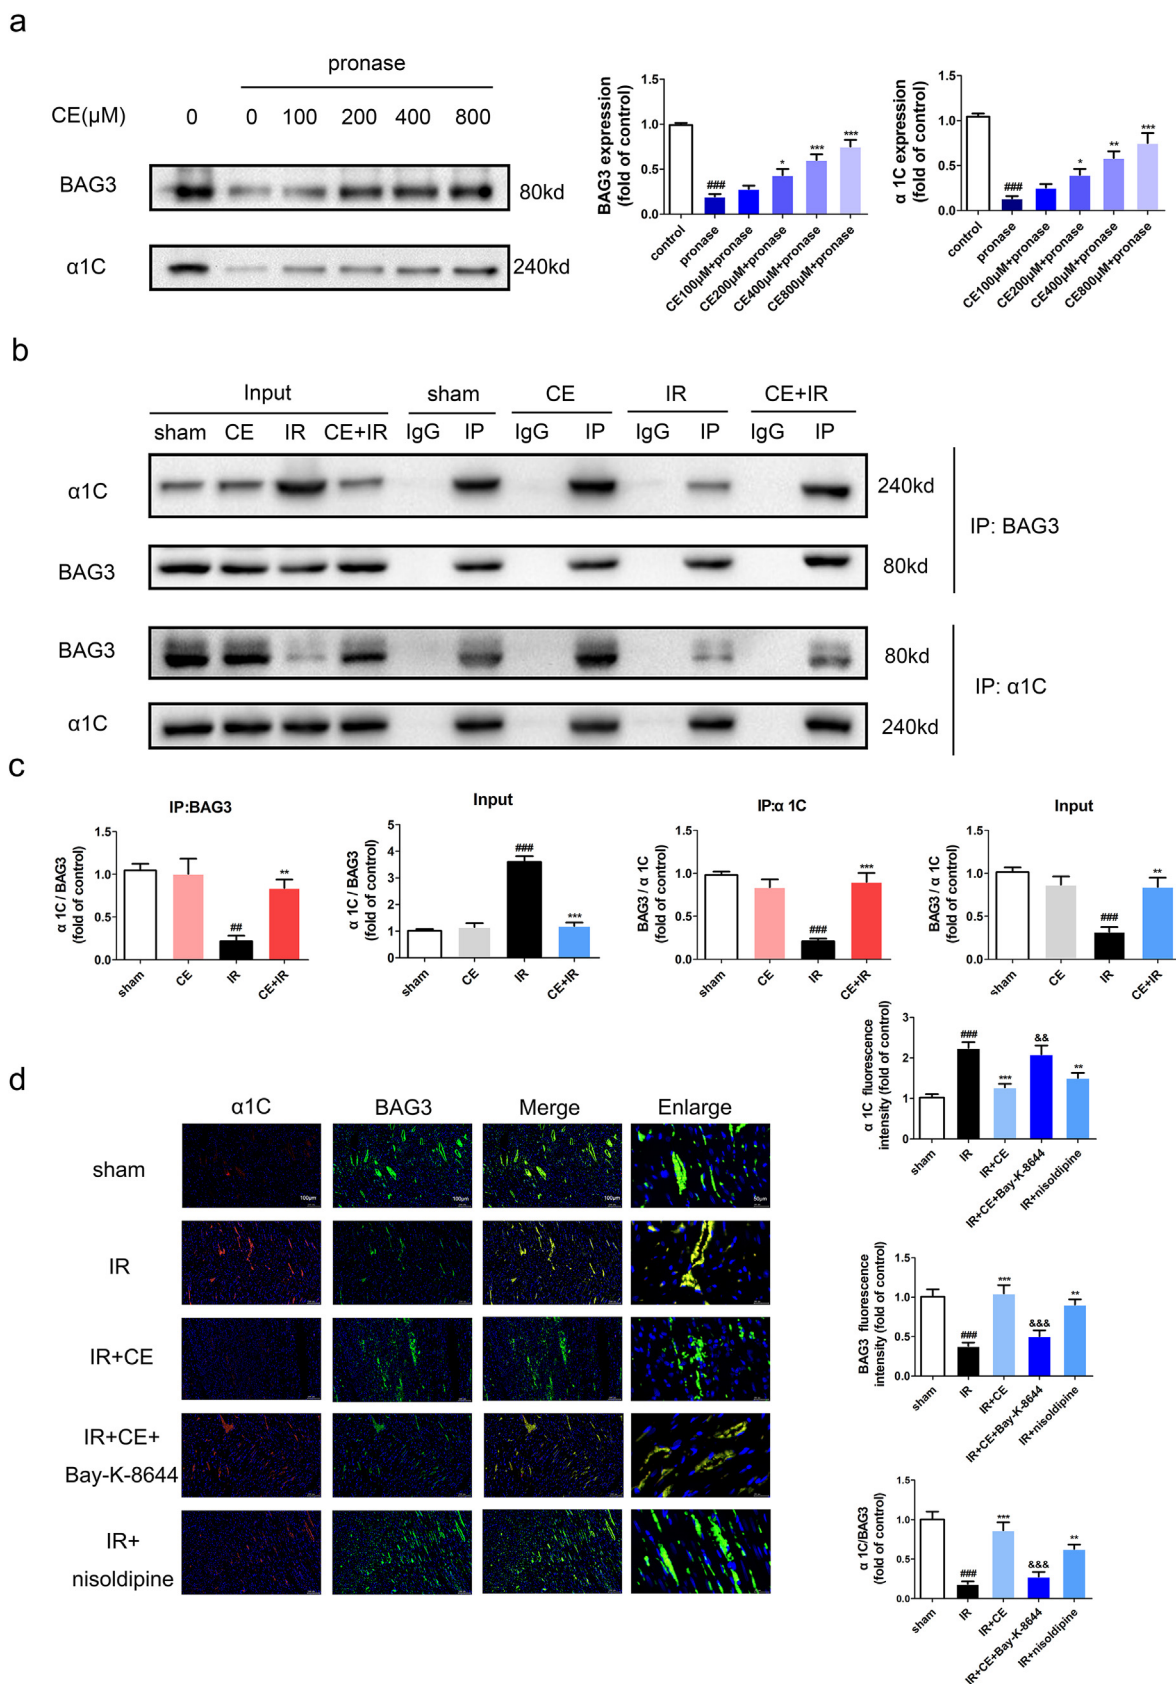 a
pronase
CE(μM) 0 0 100 200 400 800
BAG3 80kd
α1C 240kd
BAG3 expression
(fold of control)
1.5
1.0
0.5
0.0
###
*
***
***
control
pronase
CE100μM+pronase
CE200μM+pronase
CE400μM+pronase
CE800μM+pronase
α 1C expression
(fold of control)
1.5
1.0
0.5
0.0
###
*
**
***
control
pronase
CE100μM+pronase
CE200μM+pronase
CE400μM+pronase
CE800μM+pronase
b
Input sham CE IR CE+IR
sham CE IR CE+IR IgG IP IgG IP IgG IP IgG IP
α1C 240kd
IP: BAG3
BAG3 80kd
BAG3 80kd
IP: α1C
α1C 240kd
c
IP:BAG3
α 1C / BAG3
(fold of control)
1.5
1.0
0.5
0.0
##
**
sham
CE
IR
CE+IR
Input
α 1C / BAG3
(fold of control)
5
4
3
2
1
0
###
***
sham
CE
IR
CE+IR
IP:α 1C
BAG3 / α 1C
(fold of control)
1.5
1.0
0.5
0.0
###
***
sham
CE
IR
CE+IR
Input
BAG3 / α 1C
(fold of control)
1.5
1.0
0.5
0.0
###
**
sham
CE
IR
CE+IR
d
α1C BAG3 Merge Enlarge
sham
100μm 100μm 100μm 50μm
IR
IR+CE
IR+CE+
Bay-K-8644
IR+
nisoldipine
α 1C fluorescence
intensity (fold of control)
3
2
1
0
###
***
&&
**
sham
IR
IR+CE
IR+CE+Bay-K-8644
IR+nisoldipine
BAG3 fluorescence
intensity (fold of control)
1.5
1.0
0.5
0.0
###
***
&&&
**
sham
IR
IR+CE
IR+CE+Bay-K-8644
IR+nisoldipine
α 1C/BAG3
(fold of control)
1.5
1.0
0.5
0.0
###
***
&&&
**
sham
IR
IR+CE
IR+CE+Bay-K-8644
IR+nisoldipine